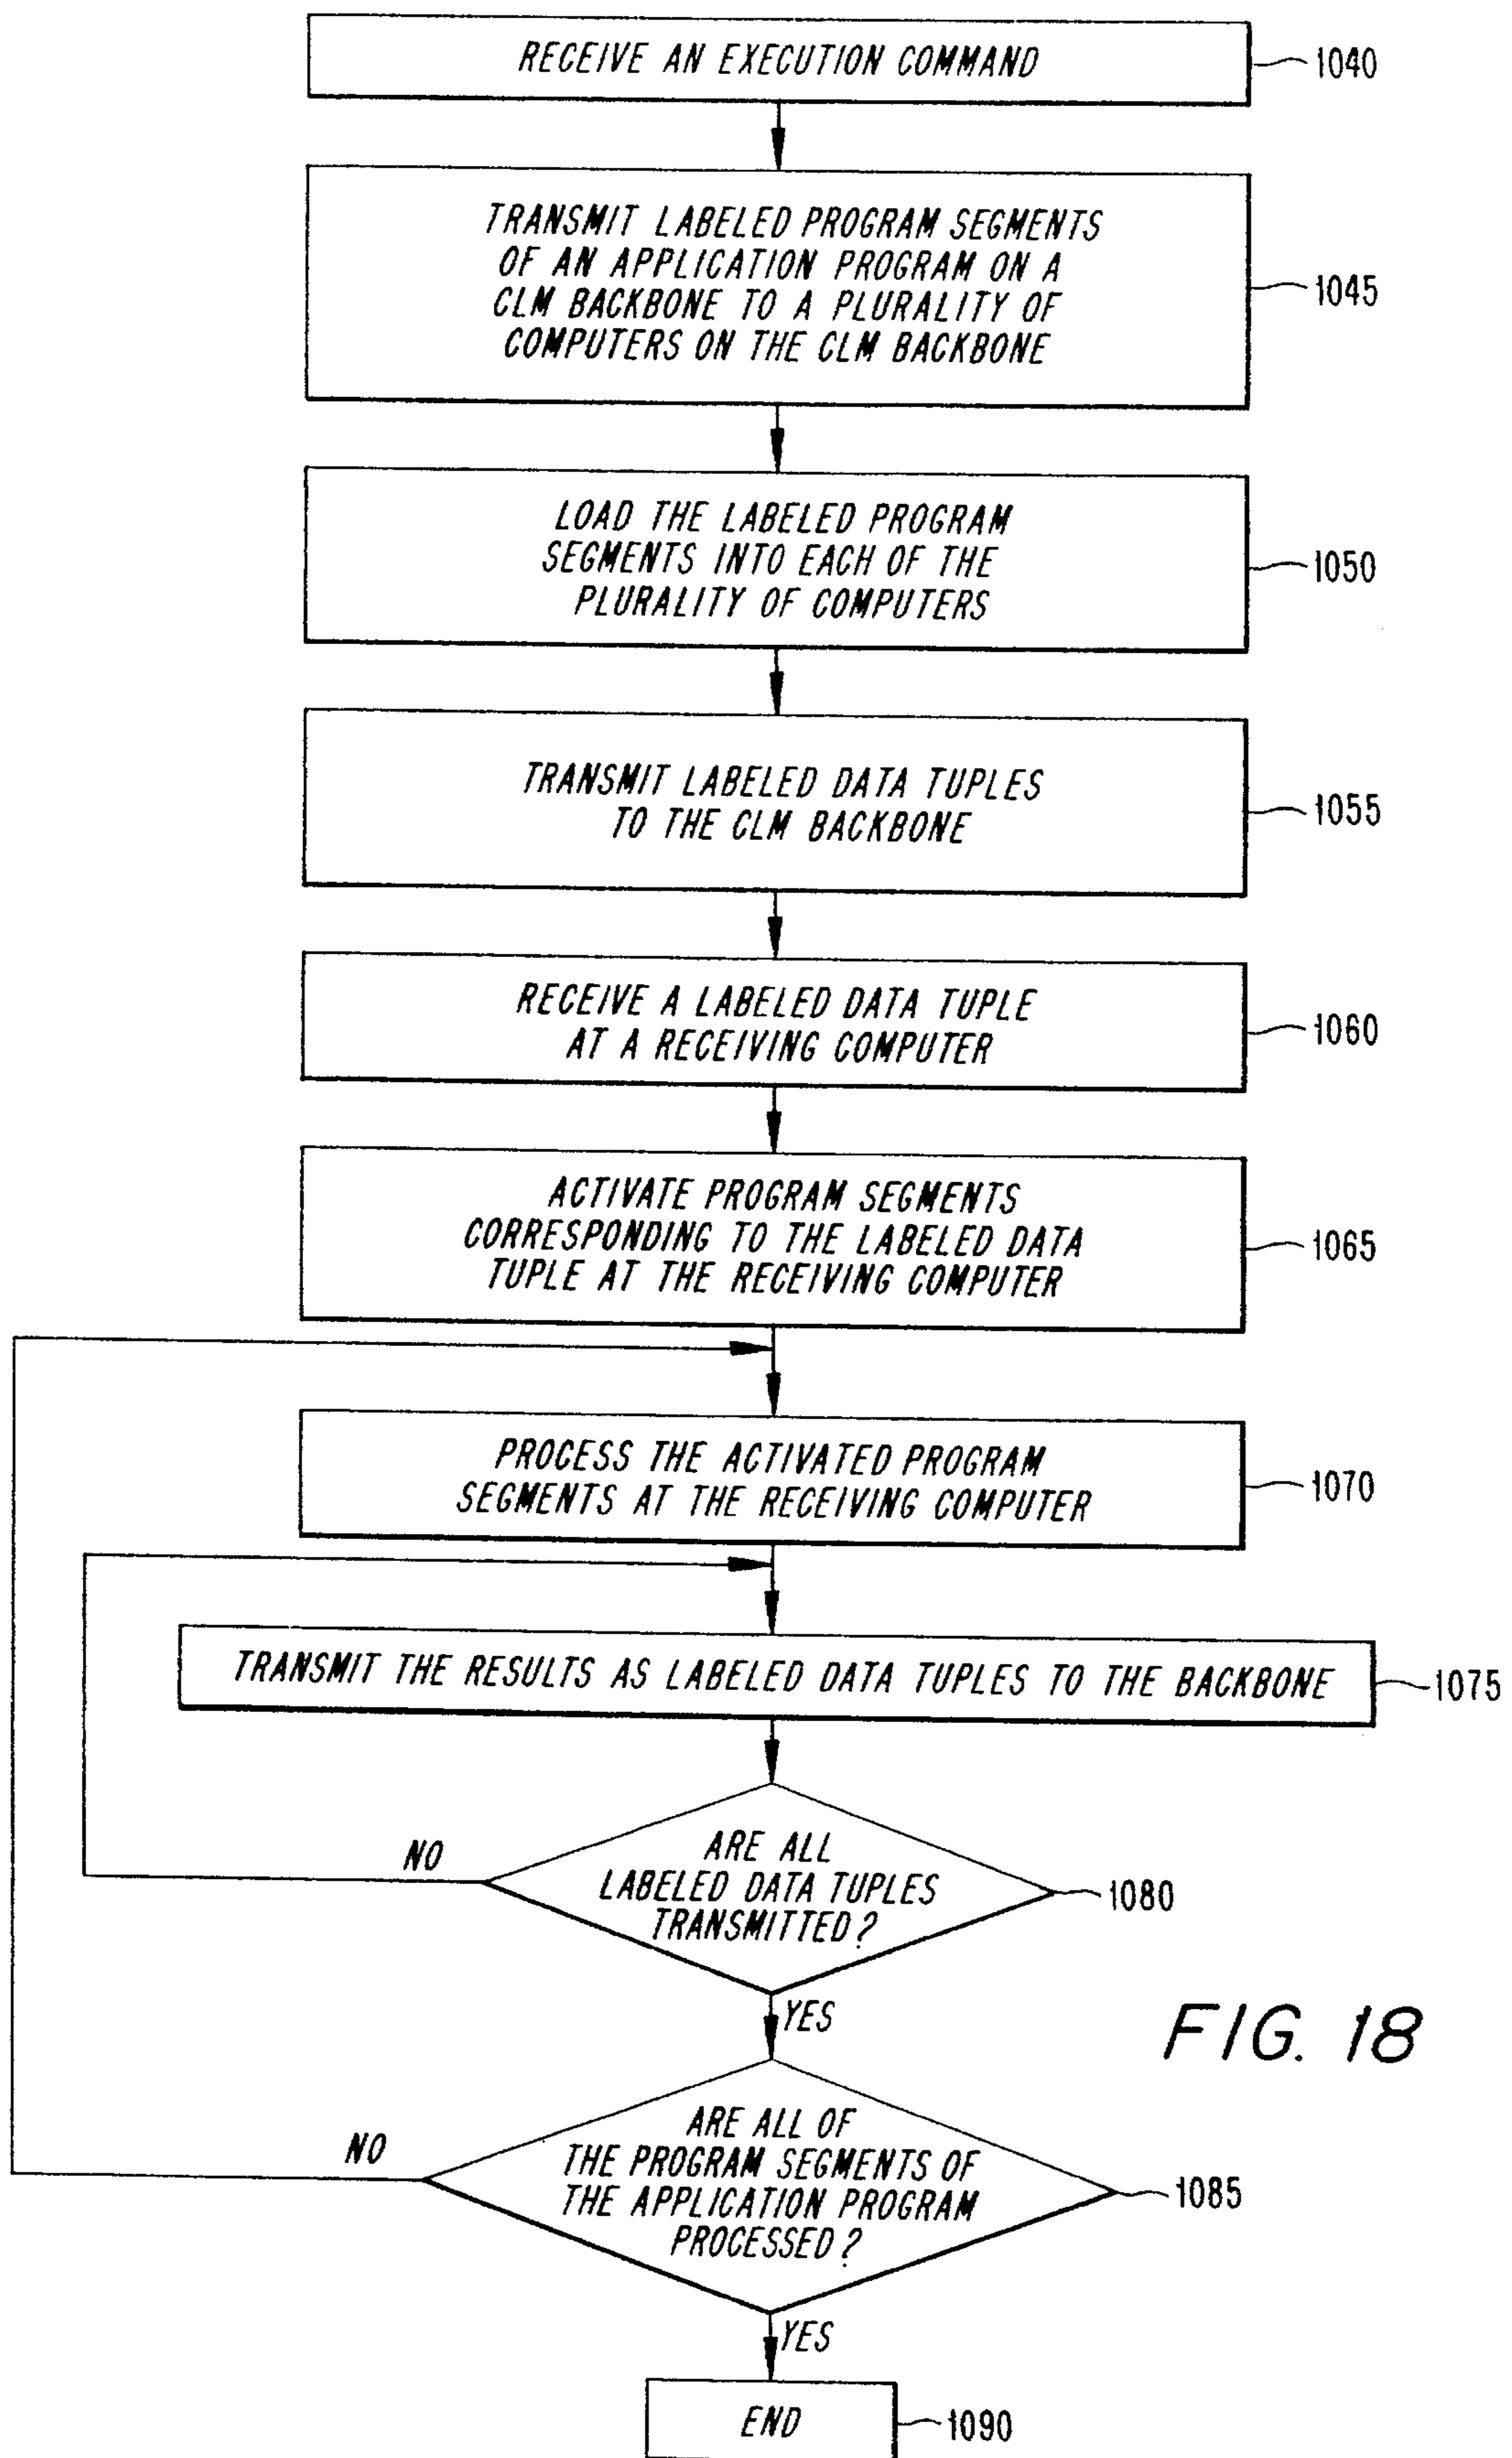 RECEIVE AN EXECUTION COMMAND
1040
TRANSMIT LABELED PROGRAM SEGMENTS
OF AN APPLICATION PROGRAM ON A
CLM BACKBONE TO A PLURALITY OF
COMPUTERS ON THE CLM BACKBONE
1045
LOAD THE LABELED PROGRAM
SEGMENTS INTO EACH OF THE
PLURALITY OF COMPUTERS
1050
TRANSMIT LABELED DATA TUPLES
TO THE CLM BACKBONE
1055
RECEIVE A LABELED DATA TUPLE
AT A RECEIVING COMPUTER
1060
ACTIVATE PROGRAM SEGMENTS
CORRESPONDING TO THE LABELED DATA
TUPLE AT THE RECEIVING COMPUTER
1065
PROCESS THE ACTIVATED PROGRAM
SEGMENTS AT THE RECEIVING COMPUTER
1070
TRANSMIT THE RESULTS AS LABELED DATA TUPLES TO THE BACKBONE
1075
NO
ARE ALL
LABELED DATA TUPLES
TRANSMITTED?
1080
YES
FIG. 18
NO
ARE ALL OF
THE PROGRAM SEGMENTS OF
THE APPLICATION PROGRAM
PROCESSED?
1085
YES
END
1090